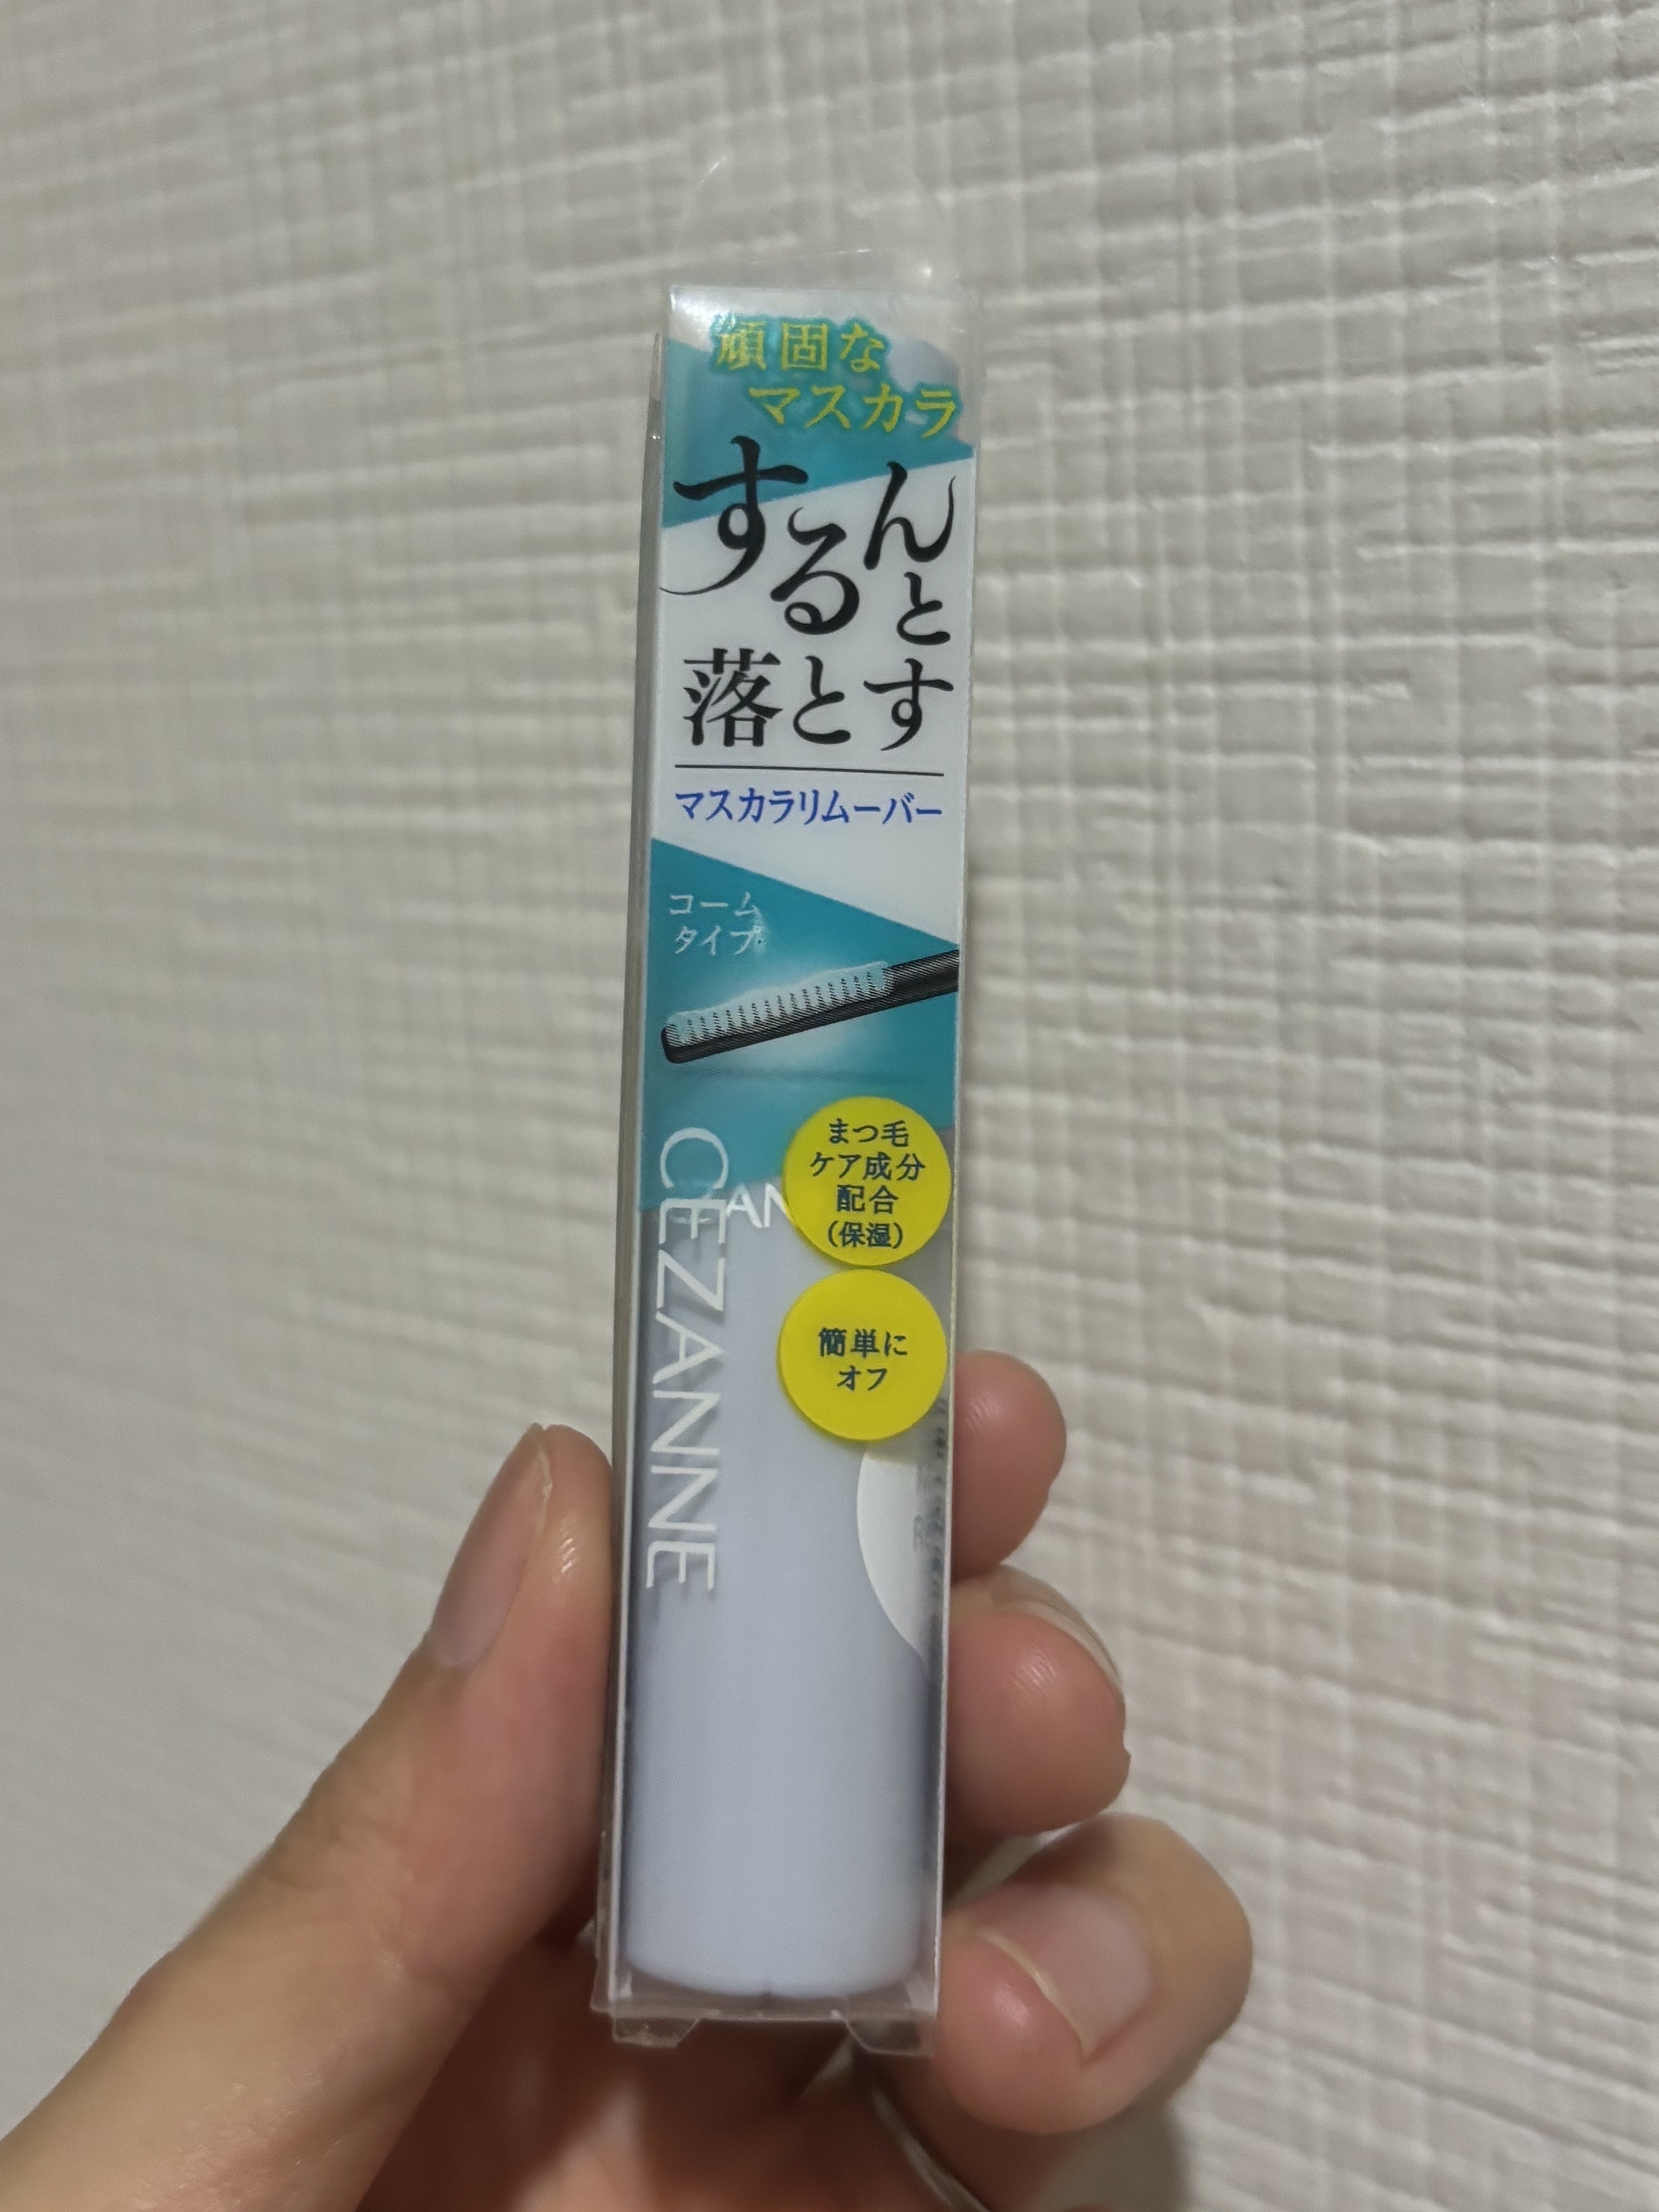 頑固な
マスカラ
するんと
落とす
マスカラリムーバー
コーム
タイプ
まつ毛
ケア成分
配合
(保湿)
簡単に
オフ
CEZANNE